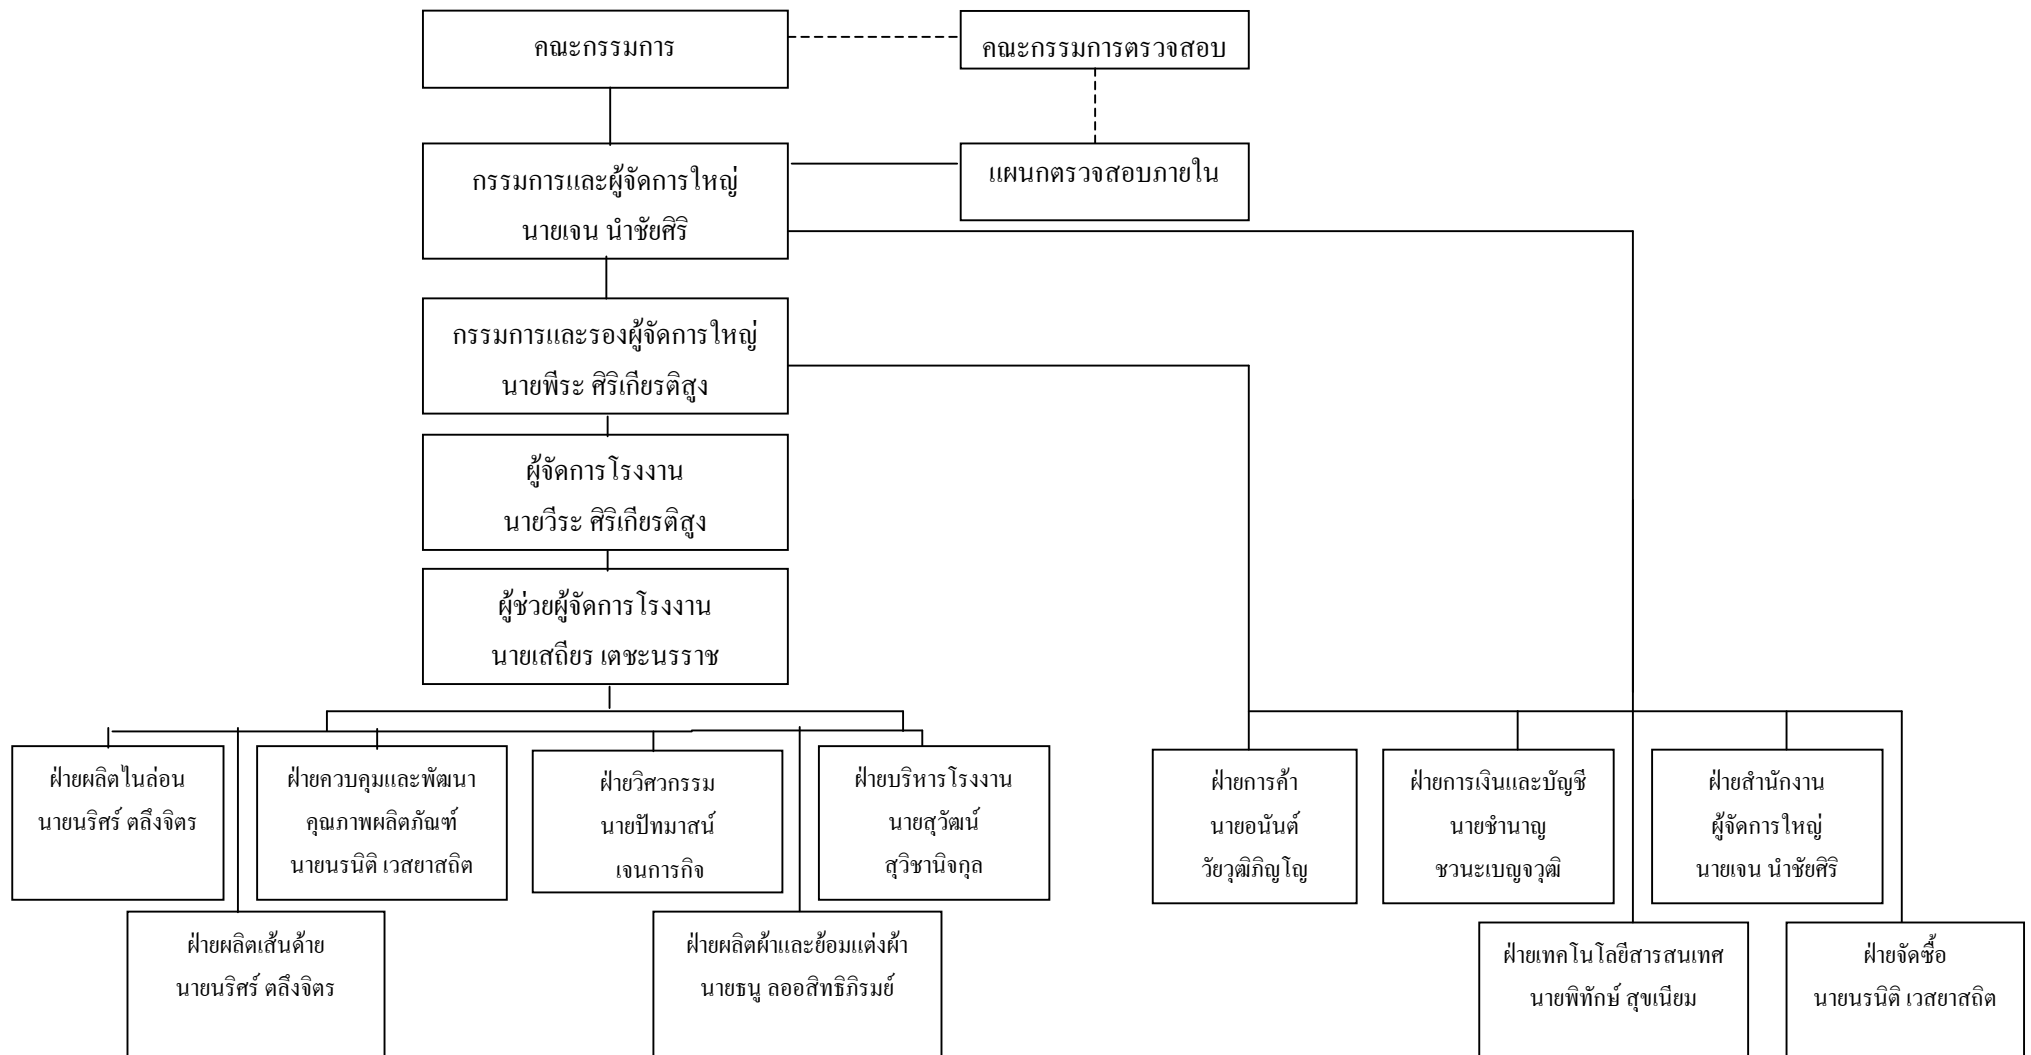 คณะกรรมการ
คณะกรรมการตรวจสอบ
กรรมการและผู้จัดการใหญ่
นายเจน นำชัยศิริ
แผนกตรวจสอบภายใน
กรรมการและรองผู้จัดการใหญ่
นายพีระ ศิริเกียรติสูง
ผู้จัดการโรงงาน
นายวีระ ศิริเกียรติสูง
ผู้ช่วยผู้จัดการโรงงาน
นายเสถียร เตชะนรราช
ฝ่ายผลิตไนล่อน
นายนริศร์ ตลึงจิตร
ฝ่ายควบคุมและพัฒนา
คุณภาพผลิตภัณฑ์
นายนรนิติ เวสยาสถิต
ฝ่ายวิศวกรรม
นายปัทมาสน์
เจนการกิจ
ฝ่ายบริหารโรงงาน
นายสุวัฒน์
สุวิชานิจกุล
ฝ่ายการค้า
นายอนันต์
วัยวุฒิภิญโญ
ฝ่ายการเงินและบัญชี
นายชำนาญ
ชวนะเบญจวุฒิ
ฝ่ายสำนักงาน
ผู้จัดการใหญ่
นายเจน นำชัยศิริ
ฝ่ายผลิตเส้นด้าย
นายนริศร์ ตลึงจิตร
ฝ่ายผลิตผ้าและย้อมแต่งผ้า
นายธนู ลออสิทธิภิรมย์
ฝ่ายเทคโนโลยีสารสนเทศ
นายพิทักษ์ สุขเนียม
ฝ่ายจัดซื้อ
นายนรนิติ เวสยาสถิต